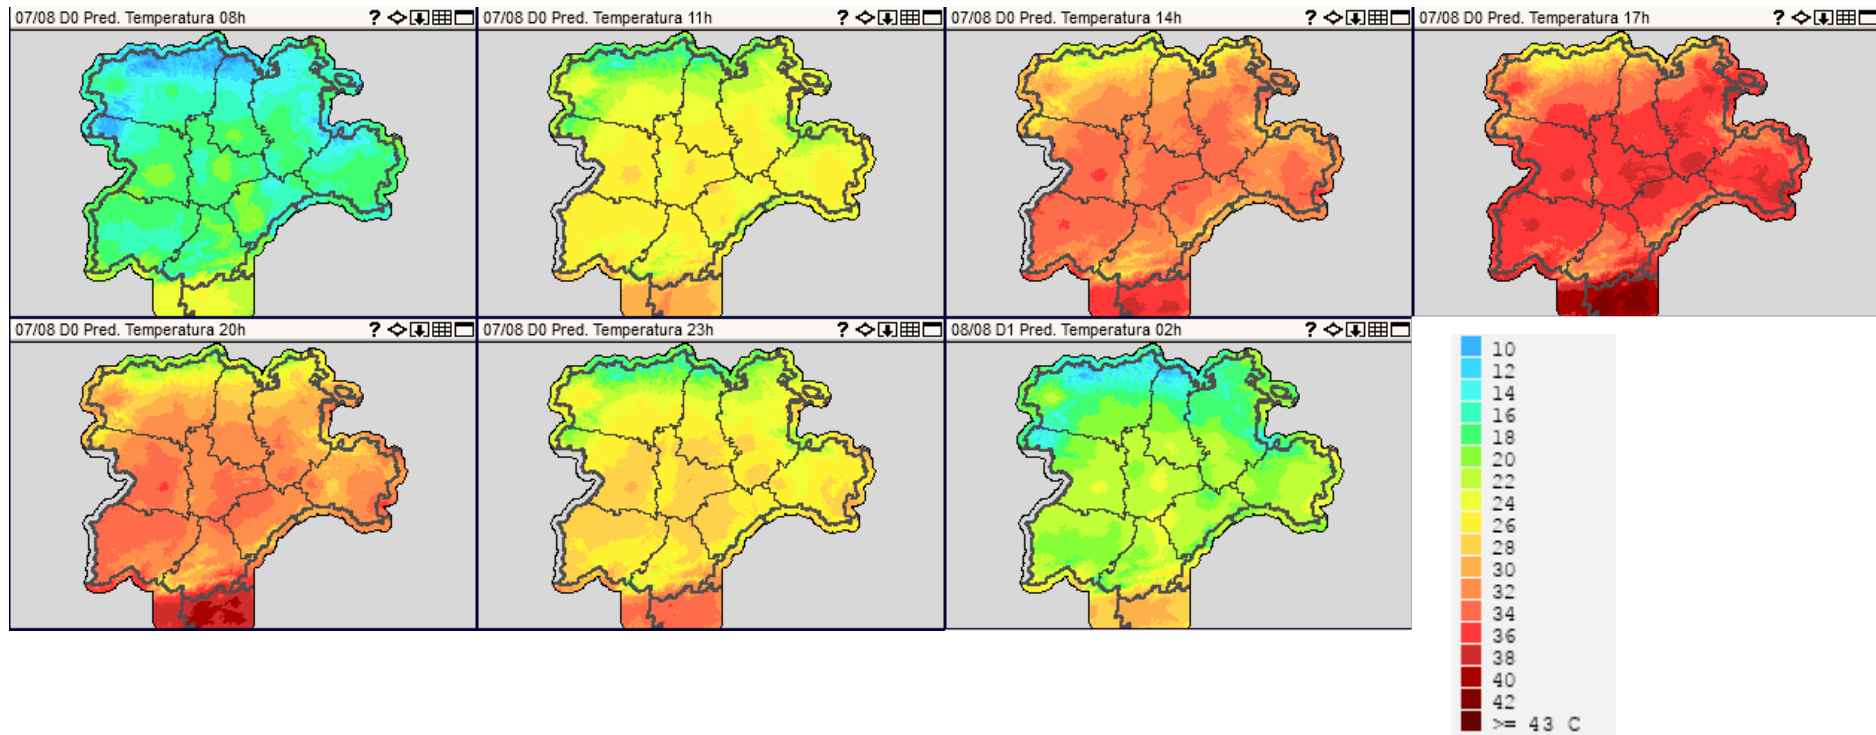 07/08 D0 Pred. Temperatura 08h ?
07/08 D0 Pred. Temperatura 11h ?
07/08 D0 Pred. Temperatura 14h ?
07/08 D0 Pred. Temperatura 17h ?
07/08 D0 Pred. Temperatura 20h ?
07/08 D0 Pred. Temperatura 23h ?
08/08 D1 Pred. Temperatura 02h ?
10
12
14
16
18
20
22
24
26
28
30
32
34
36
38
40
42
>= 43 C